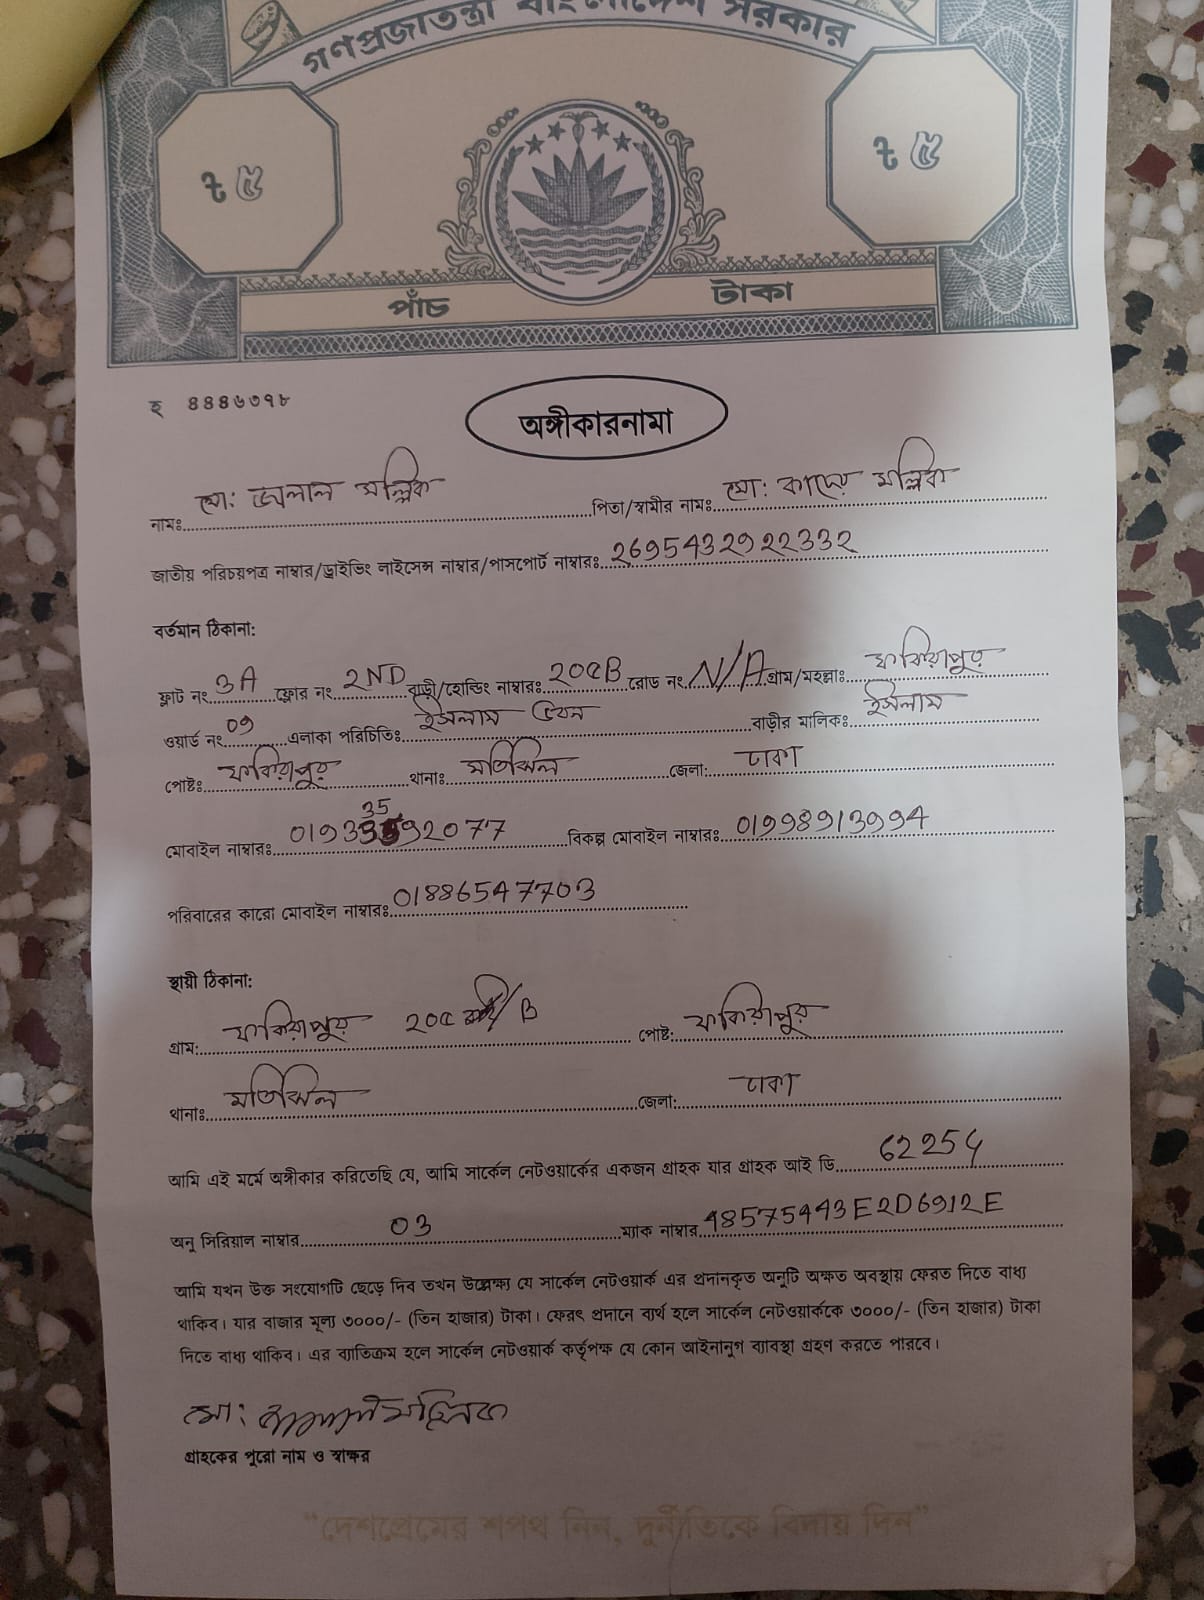 গণপ্রজাতন্ত্রী বাংলাদেশ সরকার
৳ ৫ ৳ ৫
পাঁচ টাকা
হ ৪৪৪৬৩৭৮
অঙ্গীকারনামা
নামঃ মো: জালাল মল্লিক পিতা/স্বামীর নামঃ মো: কাদের মল্লিক
জাতীয় পরিচয়পত্র নাম্বার/ড্রাইভিং লাইসেন্স নাম্বার/পাসপোর্ট নাম্বারঃ 2695432922332
বর্তমান ঠিকানা:
ফ্লাট নং 3A ফ্লোর নং 2ND বাড়ী/হোল্ডিং নাম্বারঃ ২০৫B রোড নং N/A গ্রাম/মহল্লাঃ ফকিরাপুর
ওয়ার্ড নং 09 এলাকা পরিচিতিঃ ইসলাম ভবন বাড়ীর মালিকঃ ইসলাম
পোষ্টঃ ফকিরাপুর থানাঃ মতিঝিল জেলা: ঢাকা
মোবাইল নাম্বারঃ বিকল্প মোবাইল নাম্বারঃ 01998913994
পরিবারের কারো মোবাইল নাম্বারঃ 01886547703
স্থায়ী ঠিকানা:
গ্রাম: ফকিরাপুর ২০৫ /B পোষ্ট: ফকিরাপুর
থানাঃ মতিঝিল জেলা: ঢাকা
আমি এই মর্মে অঙ্গীকার করিতেছি যে, আমি সার্কেল নেটওয়ার্কের একজন গ্রাহক যার গ্রাহক আই ডি 62254
অনু সিরিয়াল নাম্বার 03 ম্যাক নাম্বার 48575443E2D6912E
আমি যখন উক্ত সংযোগটি ছেড়ে দিব তখন উল্লেক্ষ্য যে সার্কেল নেটওয়ার্ক এর প্রদানকৃত অনুটি অক্ষত অবস্থায় ফেরত দিতে বাধ্য
থাকিব। যার বাজার মূল্য ৩০০০/- (তিন হাজার) টাকা। ফেরৎ প্রদানে ব্যর্থ হলে সার্কেল নেটওয়ার্ককে ৩০০০/- (তিন হাজার) টাকা
দিতে বাধ্য থাকিব। এর ব্যাতিক্রম হলে সার্কেল নেটওয়ার্ক কর্তৃপক্ষ যে কোন আইনানুগ ব্যাবস্থা গ্রহণ করতে পারবে।
মো: জালাল মল্লিক
গ্রাহকের পুরো নাম ও স্বাক্ষর
“দেশপ্রেমের শপথ নিন, দুর্নীতিকে বিদায় দিন”